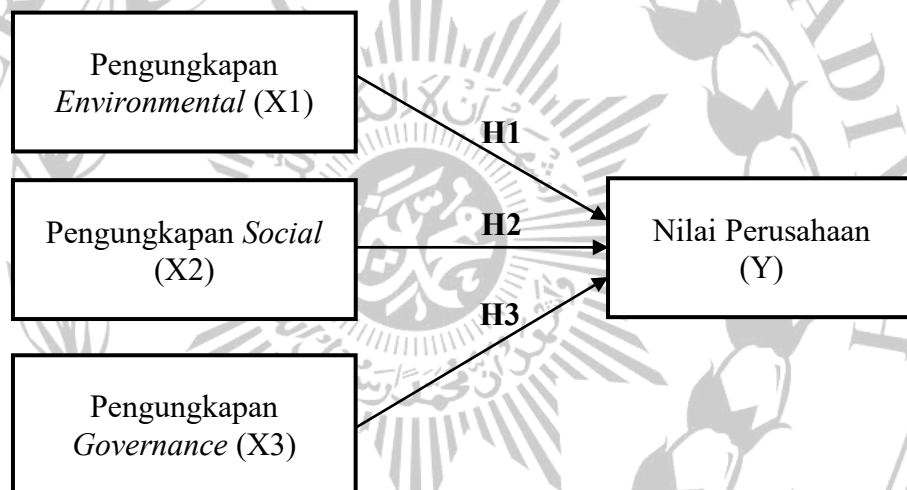 Pengungkapan
Environmental (X1)
H1
Pengungkapan Social
(X2)
H2
Nilai Perusahaan
(Y)
H3
Pengungkapan
Governance (X3)